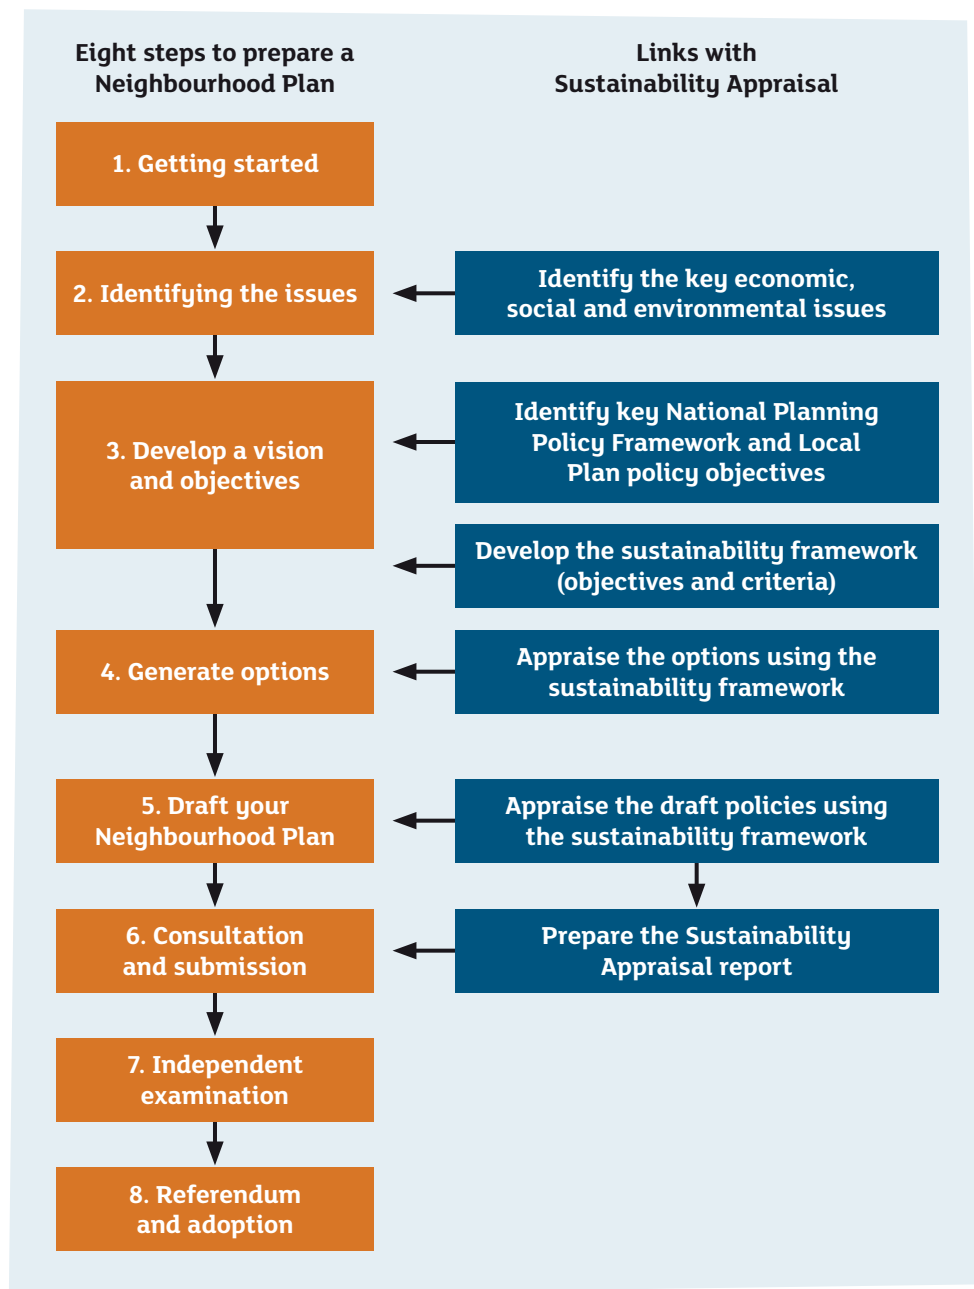 Eight steps to prepare a
Neighbourhood Plan
Links with
Sustainability Appraisal
1. Getting started
2. Identifying the issues
Identify the key economic,
social and environmental issues
3. Develop a vision
and objectives
Identify key National Planning
Policy Framework and Local
Plan policy objectives
Develop the sustainability framework
(objectives and criteria)
4. Generate options
Appraise the options using the
sustainability framework
5. Draft your
Neighbourhood Plan
Appraise the draft policies using
the sustainability framework
6. Consultation
and submission
Prepare the Sustainability
Appraisal report
7. Independent
examination
8. Referendum
and adoption